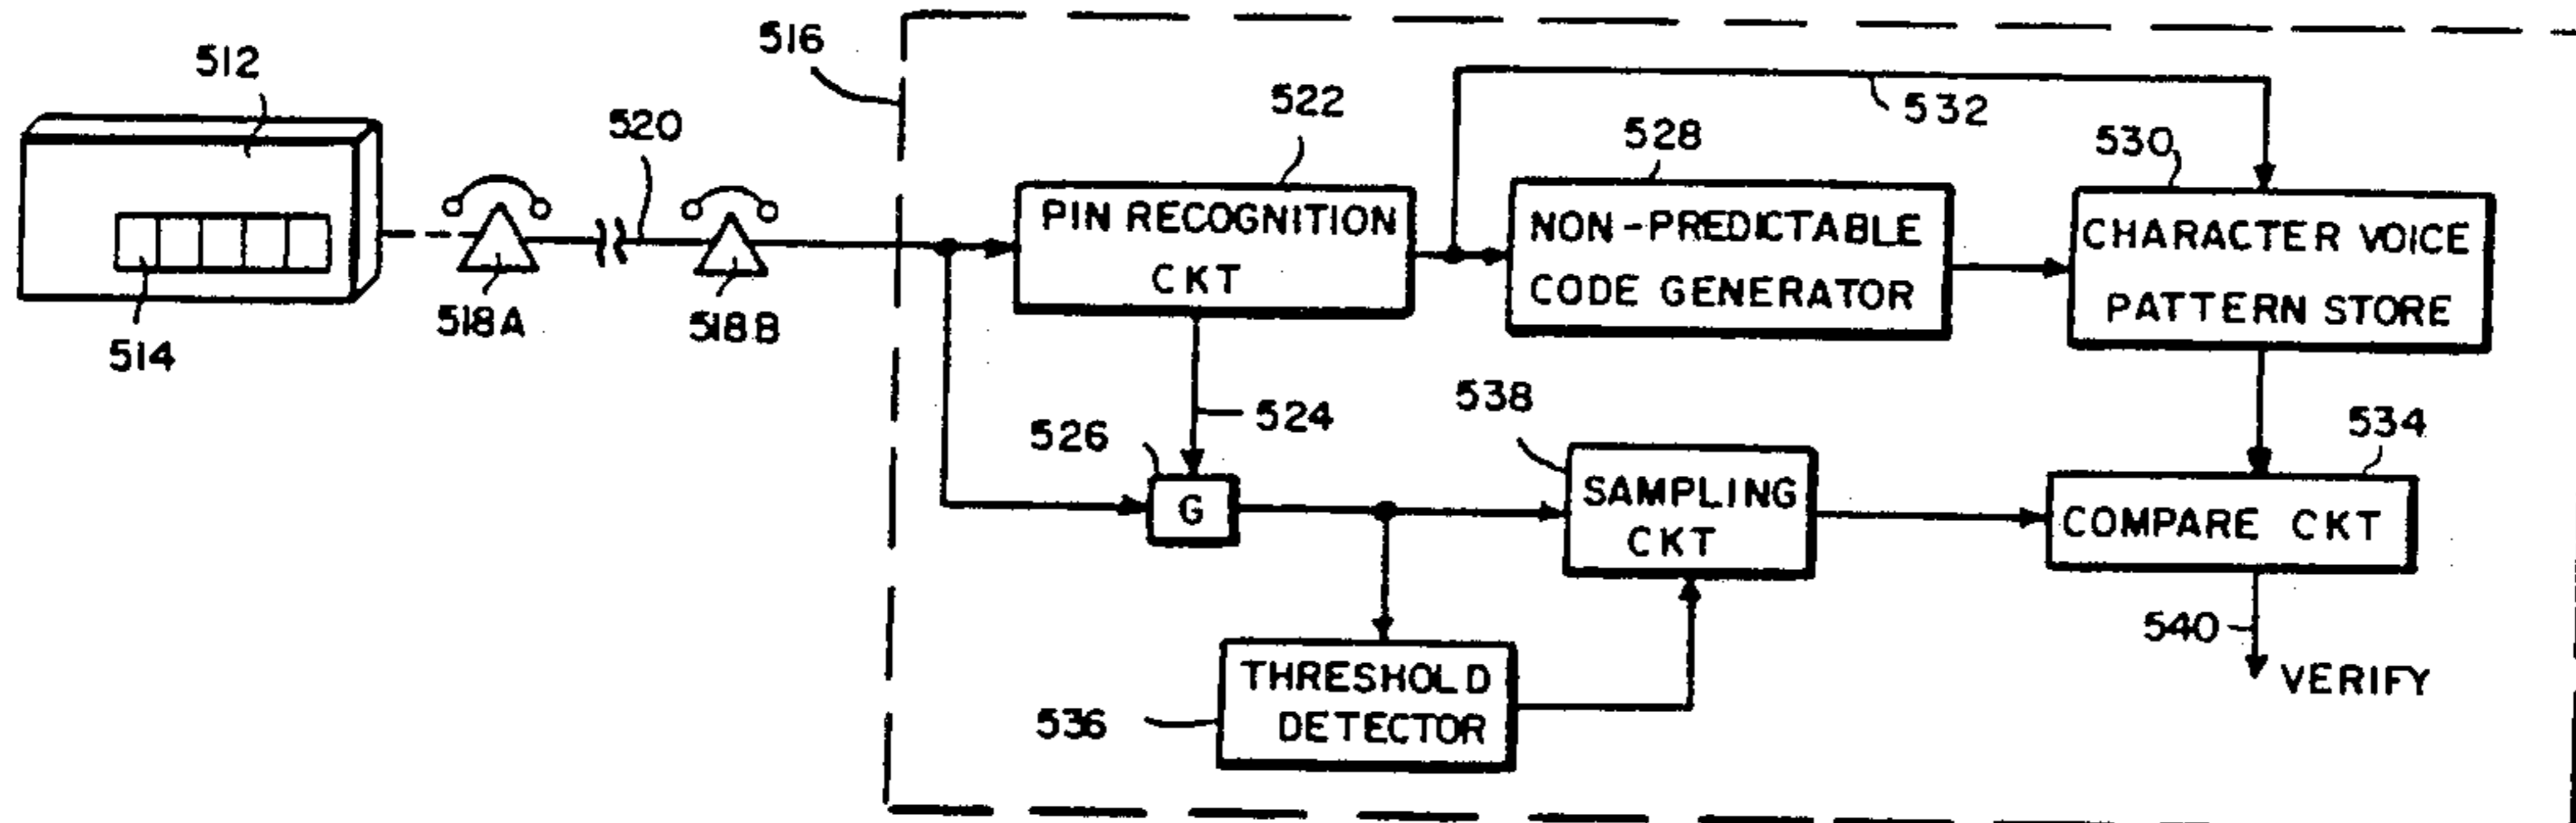 512
514
518A
520
518B
516
522
PIN RECOGNITION
CKT
524
526
G
528
NON-PREDICTABLE
CODE GENERATOR
532
530
CHARACTER VOICE
PATTERN STORE
538
SAMPLING
CKT
534
COMPARE CKT
536
THRESHOLD
DETECTOR
540
VERIFY